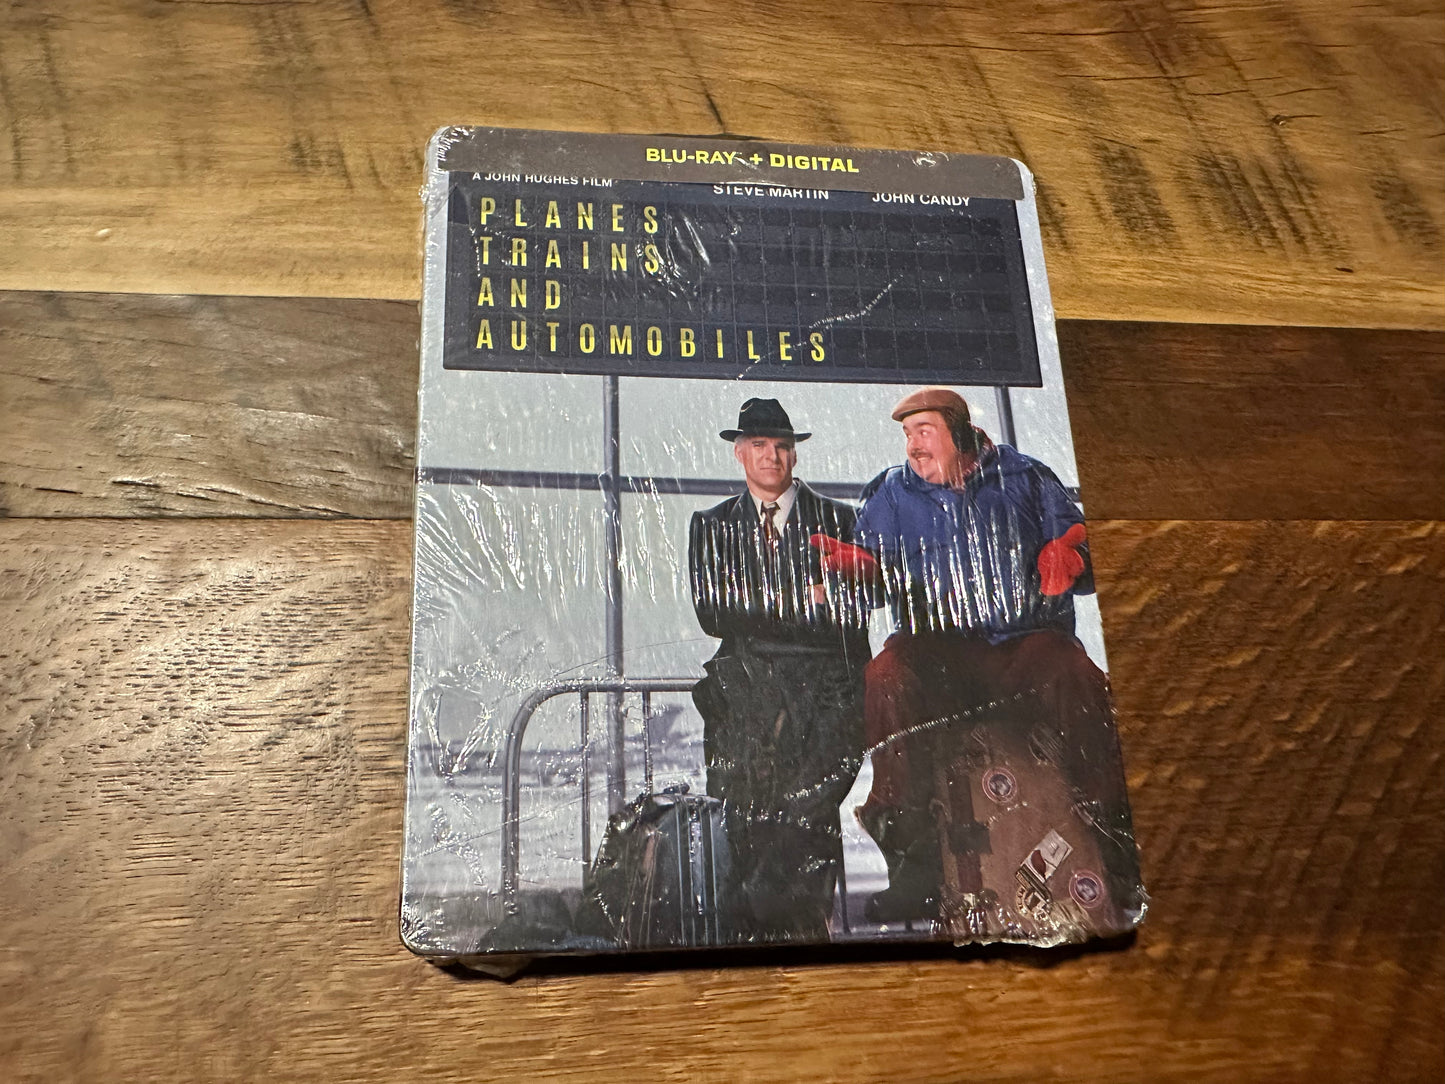 BLU-RAY + DIGITAL
A JOHN HUGHES FILM
STEVE MARTIN JOHN CANDY
PLANES
TRAINS
AND
AUTOMOBILES